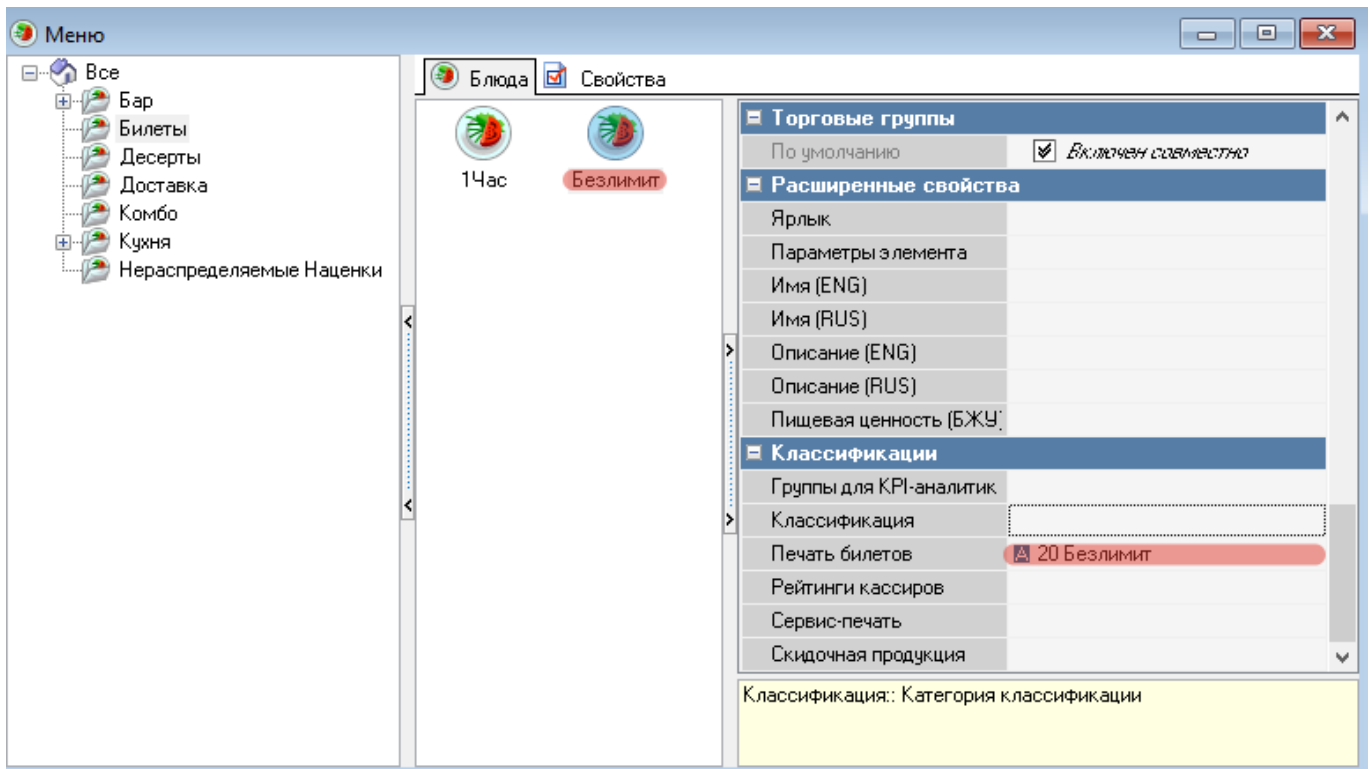 Меню
Все
Бар
Билеты
Десерты
Доставка
Комбо
Кухня
Нераспределяемые Наценки
Блюда
Свойства
1Час
Безлимит
Торговые группы
По умолчанию Включен совместно
Расширенные свойства
Ярлык
Параметры элемента
Имя (ENG)
Имя (RUS)
Описание (ENG)
Описание (RUS)
Пищевая ценность (БЖУ)
Классификации
Группы для KPI-аналитик
Классификация
Печать билетов A 20 Безлимит
Рейтинги кассиров
Сервис-печать
Скидочная продукция
Классификация:: Категория классификации